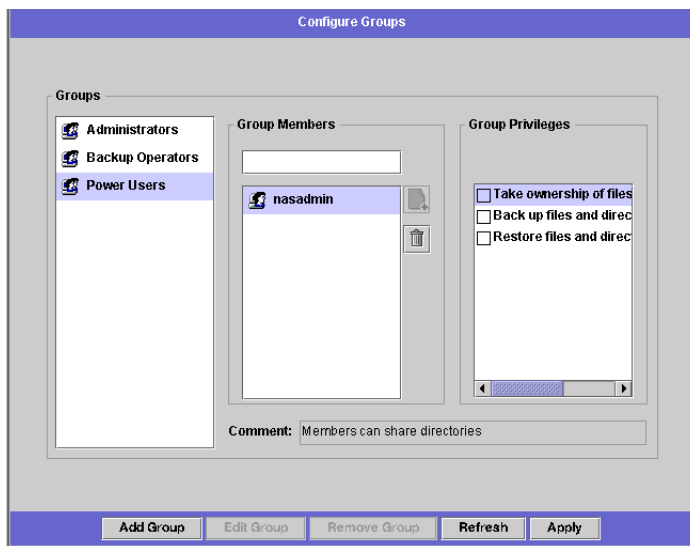 Configure Groups
Groups
Administrators
Backup Operators
Power Users
Group Members
nasadmin
Group Privileges
Take ownership of files
Back up files and direc
Restore files and direc
Comment: Members can share directories
Add Group
Edit Group
Remove Group
Refresh
Apply